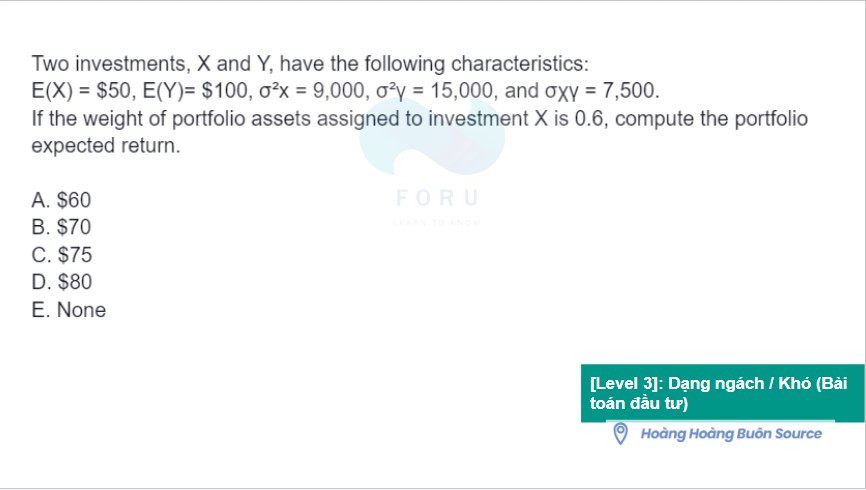 Two investments, X and Y, have the following characteristics:
E(X) = $50, E(Y)= $100, σ²x = 9,000, σ²γ = 15,000, and σxγ = 7,500.
If the weight of portfolio assets assigned to investment X is 0.6, compute the portfolio
expected return.
A. $60
B. $70
C. $75
D. $80
E. None
FORU
[Level 3]: Dạng ngách / Khó (Bài
toán đầu tư)
Hoàng Hoàng Buôn Source